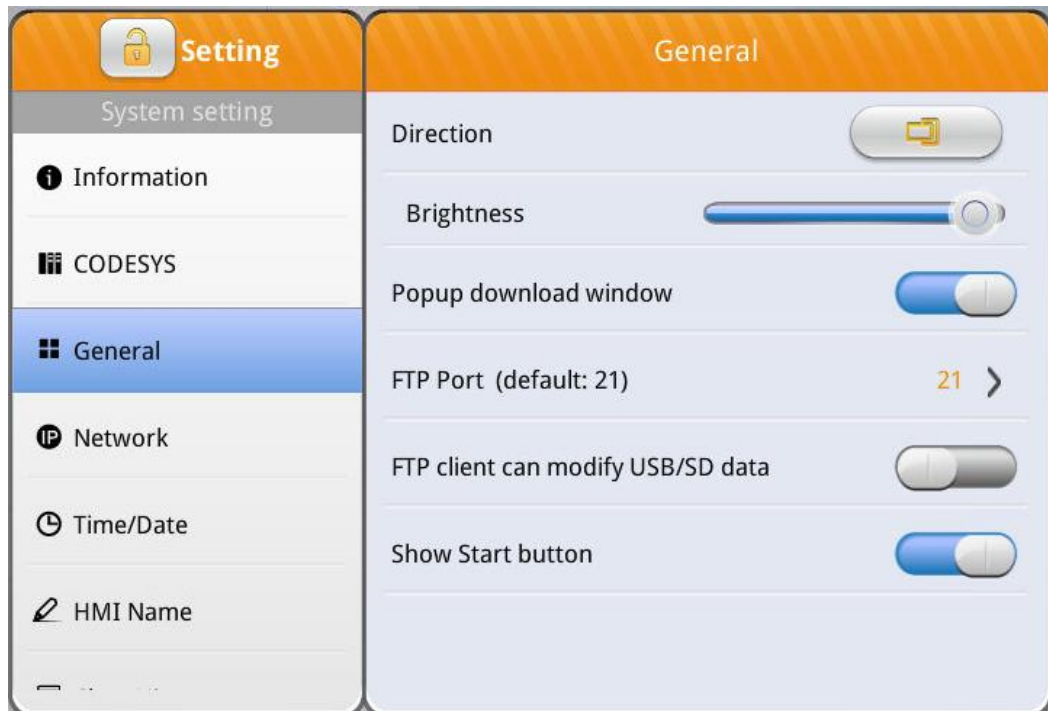 Setting
System setting
Information
CODESYS
General
IP Network
Time/Date
HMI Name
General
Direction
Brightness
Popup download window
FTP Port (default: 21) 21
FTP client can modify USB/SD data
Show Start button